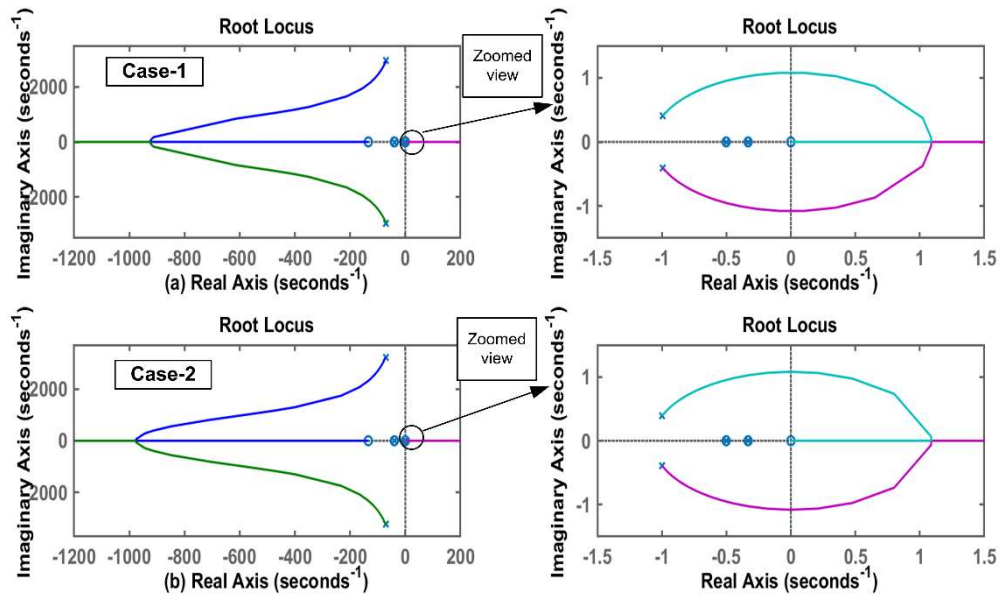 Root Locus
Root Locus
Case-1
Zoomed
view
Imaginary Axis (seconds⁻¹)
2000
0
2000
-1200 -1000 -800 -600 -400 -200 0 200
(a) Real Axis (seconds⁻¹)
Imaginary Axis (seconds⁻¹)
1
0
-1
-1.5 -1 -0.5 0 0.5 1 1.5
Real Axis (seconds⁻¹)
Root Locus
Root Locus
Case-2
Zoomed
view
Imaginary Axis (seconds⁻¹)
2000
0
2000
-1200 -1000 -800 -600 -400 -200 0 200
(b) Real Axis (seconds⁻¹)
Imaginary Axis (seconds⁻¹)
1
0
-1
-1.5 -1 -0.5 0 0.5 1 1.5
Real Axis (seconds⁻¹)